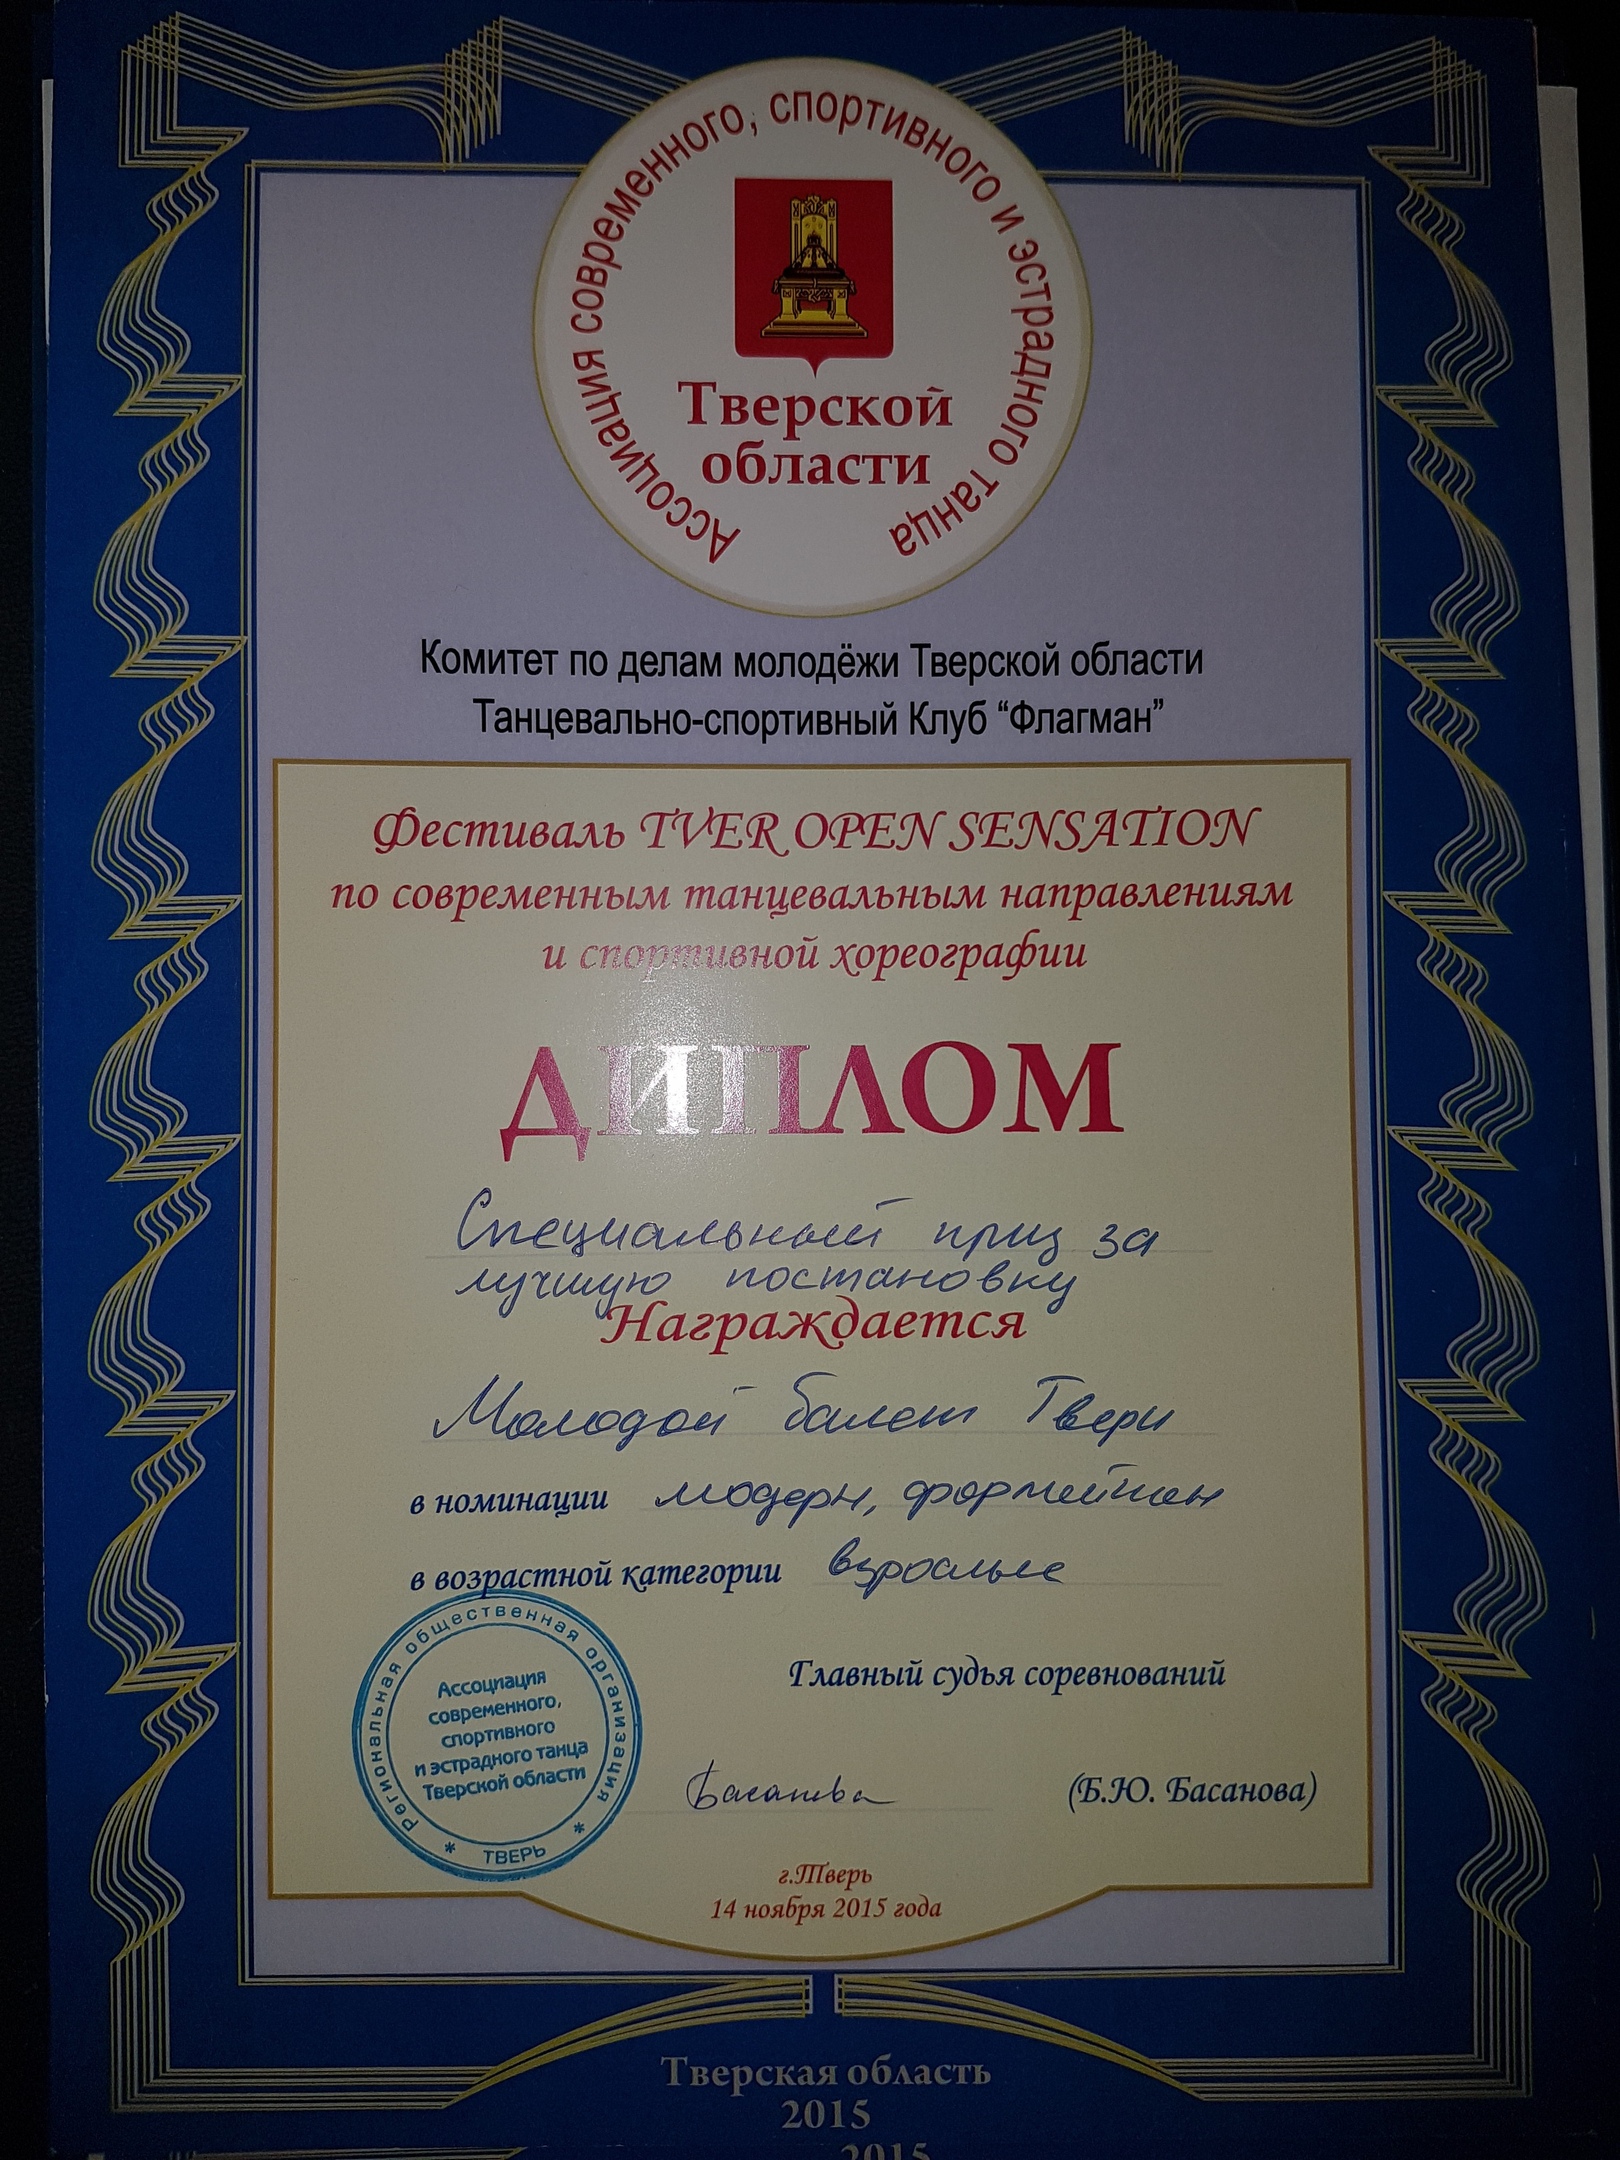 Ассоциация современного, спортивного и эстрадного танца
Тверской
области
Комитет по делам молодёжи Тверской области
Танцевально-спортивный Клуб “Флагман”
Фестиваль TVER OPEN SENSATION
по современным танцевальным направлениям
и спортивной хореографии
ДИПЛОМ
Специальный приз за
лучшую постановку
Награждается
Молодой балет Твери
в номинации модерн, формейшен
в возрастной категории взрослые
Региональная общественная организация
Ассоциация
современного,
спортивного
и эстрадного танца
Тверской области
* ТВЕРЬ *
Главный судья соревнований
Басанова (Б.Ю. Басанова)
г.Тверь
14 ноября 2015 года
Тверская область
2015
2015